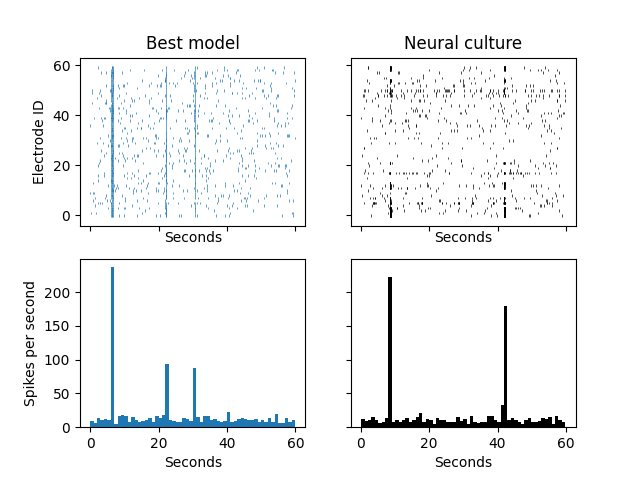 Best model
Neural culture
Electrode ID
60
40
20
0
Seconds
Seconds
Spikes per second
200
150
100
50
0
0 20 40 60
0 20 40 60
Seconds
Seconds